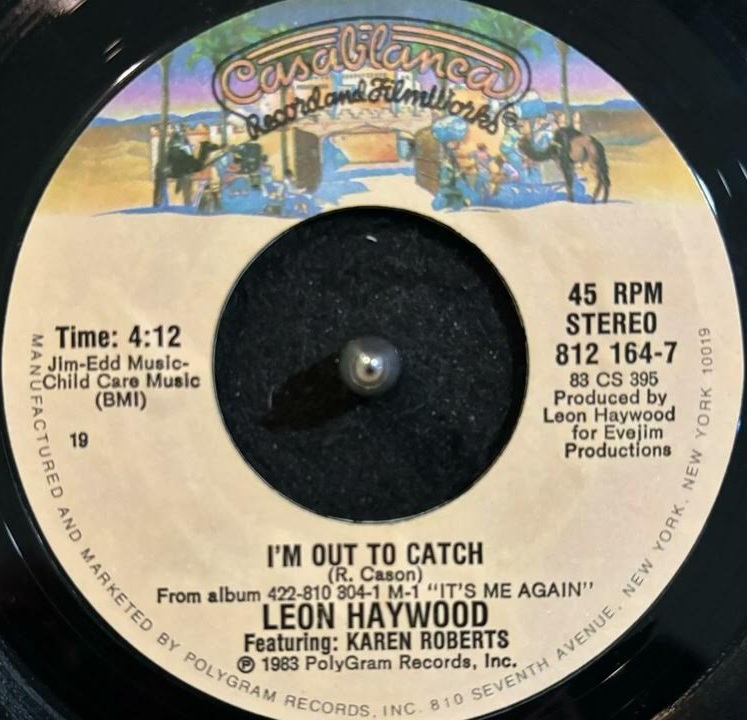 Casablanca
Record and FilmWorks
Time: 4:12
Jim-Edd Music-
Child Care Music
(BMI)
19
45 RPM
STEREO
812 164-7
83 CS 395
Produced by
Leon Haywood
for Evejim
Productions
I'M OUT TO CATCH
(R. Cason)
From album 422-810 304-1 M-1 "IT'S ME AGAIN"
LEON HAYWOOD
Featuring: KAREN ROBERTS
℗ 1983 PolyGram Records, Inc.
MANUFACTURED AND MARKETED BY POLYGRAM RECORDS, INC. 810 SEVENTH AVENUE, NEW YORK, NEW YORK 10019